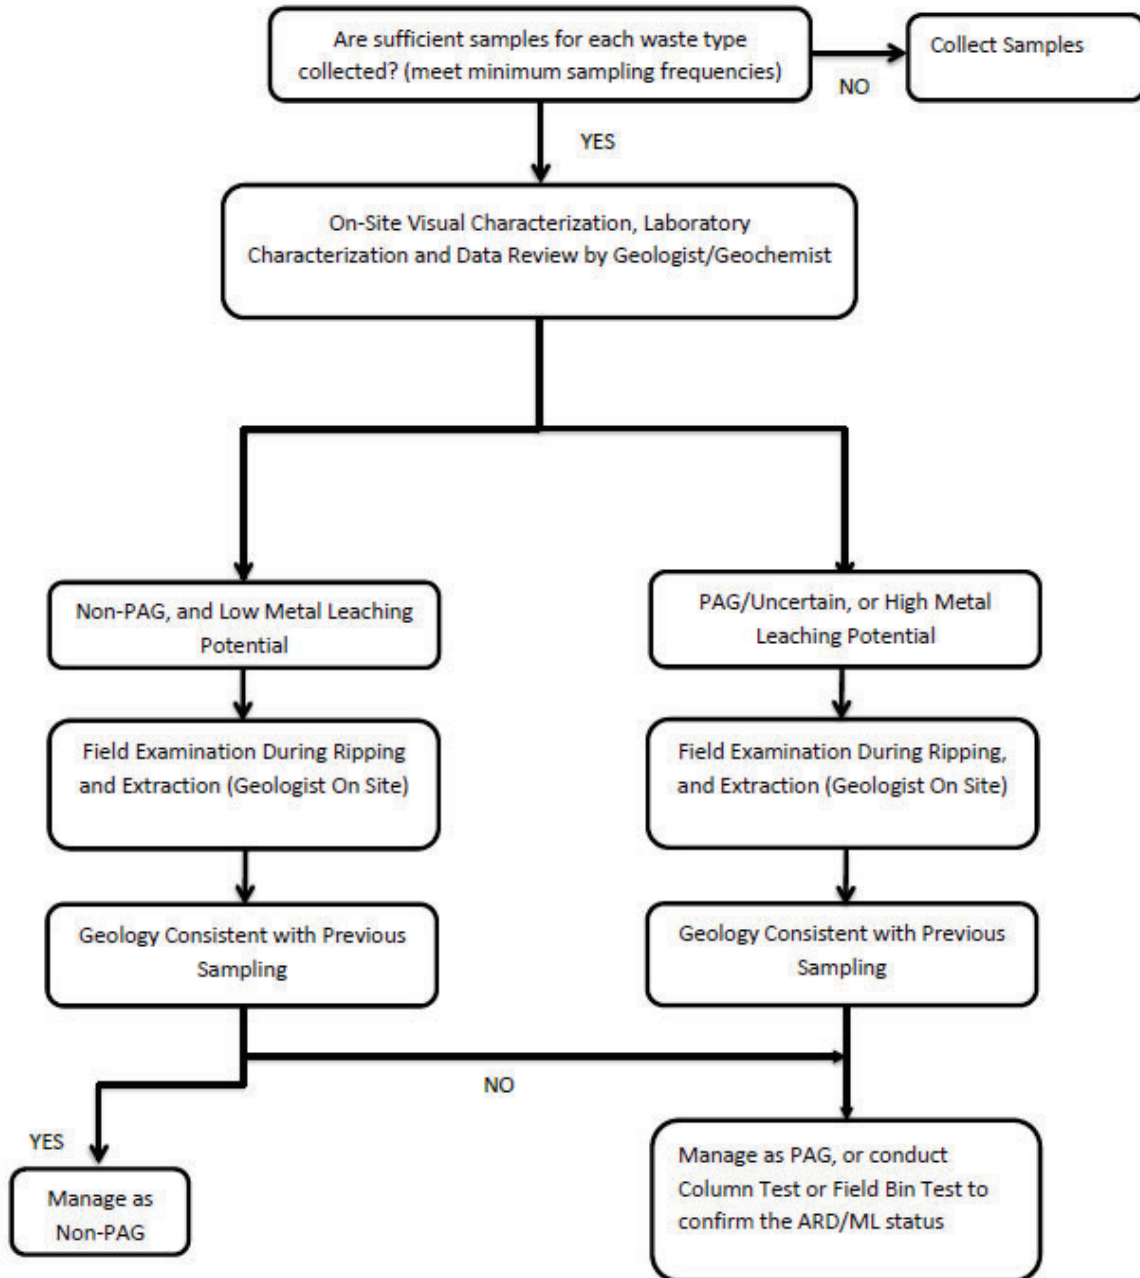 Are sufficient samples for each waste type
collected? (meet minimum sampling frequencies)
Collect Samples
NO
YES
On-Site Visual Characterization, Laboratory
Characterization and Data Review by Geologist/Geochemist
Non-PAG, and Low Metal Leaching
Potential
PAG/Uncertain, or High Metal
Leaching Potential
Field Examination During Ripping
and Extraction (Geologist On Site)
Field Examination During Ripping,
and Extraction (Geologist On Site)
Geology Consistent with Previous
Sampling
Geology Consistent with Previous
Sampling
NO
YES
Manage as
Non-PAG
Manage as PAG, or conduct
Column Test or Field Bin Test to
confirm the ARD/ML status